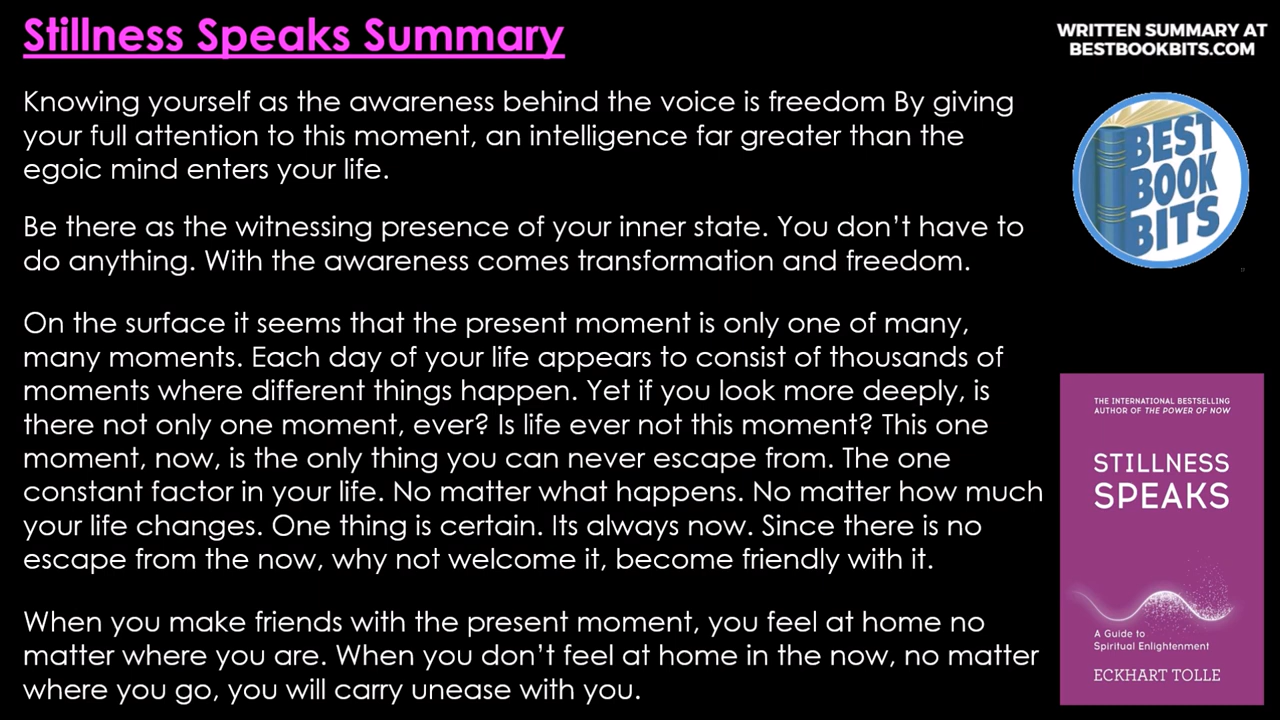 Stillness Speaks Summary
WRITTEN SUMMARY AT
BESTBOOKBITS.COM
Knowing yourself as the awareness behind the voice is freedom By giving
your full attention to this moment, an intelligence far greater than the
egoic mind enters your life.
BEST
BOOK
BITS
Be there as the witnessing presence of your inner state. You don’t have to
do anything. With the awareness comes transformation and freedom.
On the surface it seems that the present moment is only one of many,
many moments. Each day of your life appears to consist of thousands of
moments where different things happen. Yet if you look more deeply, is
there not only one moment, ever? Is life ever not this moment? This one
moment, now, is the only thing you can never escape from. The one
constant factor in your life. No matter what happens. No matter how much
your life changes. One thing is certain. Its always now. Since there is no
escape from the now, why not welcome it, become friendly with it.
When you make friends with the present moment, you feel at home no
matter where you are. When you don’t feel at home in the now, no matter
where you go, you will carry unease with you.
THE INTERNATIONAL BESTSELLING
AUTHOR OF THE POWER OF NOW
STILLNESS
SPEAKS
A Guide to
Spiritual Enlightenment
ECKHART TOLLE